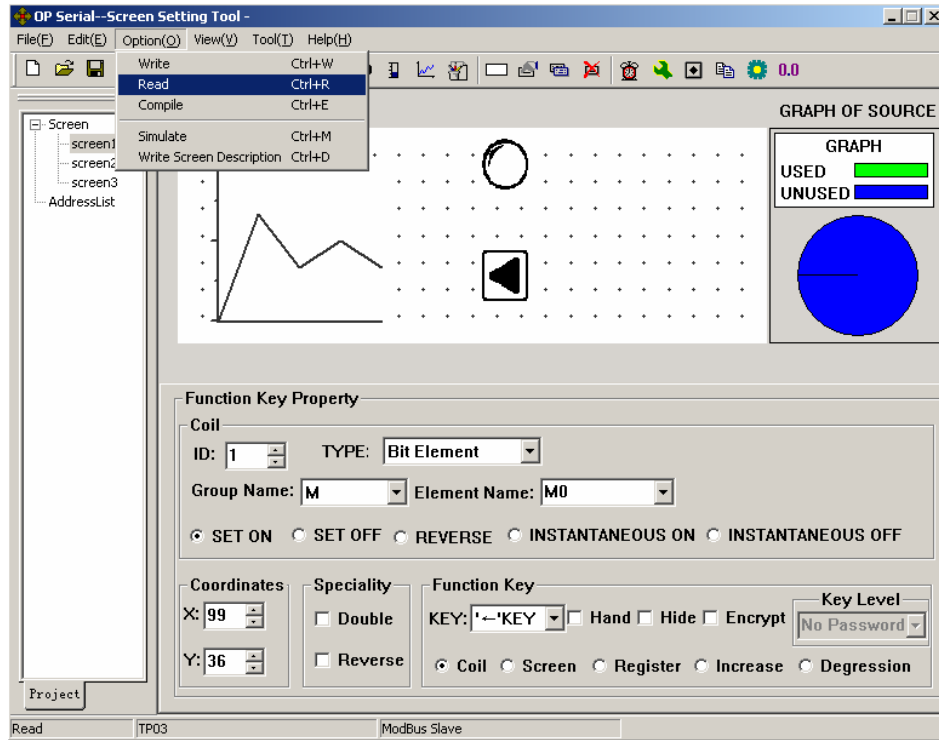 OP Serial--Screen Setting Tool -
File(F) Edit(E) Option(O) View(V) Tool(T) Help(H)
Write Ctrl+W
Read Ctrl+R
Compile Ctrl+E
Simulate Ctrl+M
Write Screen Description Ctrl+D
0.0
Screen
screen1
screen2
screen3
AddressList
GRAPH OF SOURCE
GRAPH
USED
UNUSED
Function Key Property
Coil
ID: 1 TYPE: Bit Element
Group Name: M Element Name: M0
SET ON SET OFF REVERSE INSTANTANEOUS ON INSTANTANEOUS OFF
Coordinates
X: 99
Y: 36
Speciality
Double
Reverse
Function Key
KEY: '←'KEY Hand Hide Encrypt
Key Level
No Password
Coil Screen Register Increase Degression
Project
Read TP03 ModBus Slave